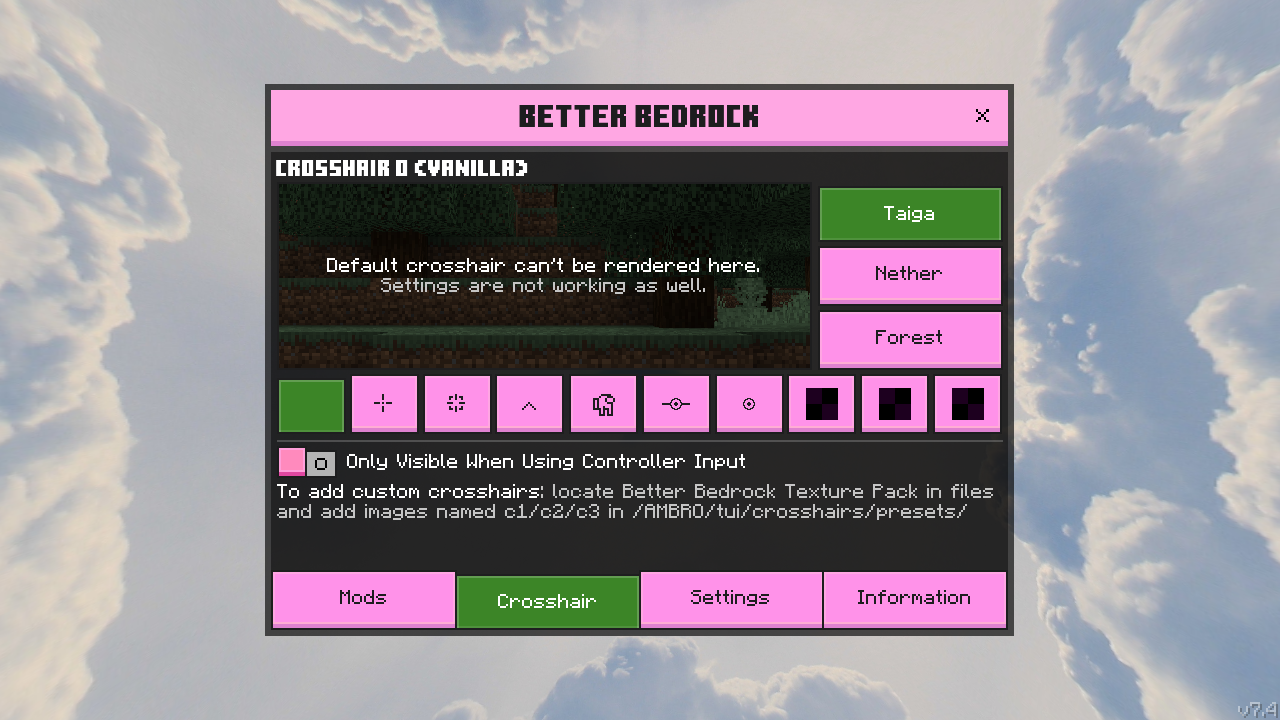 BETTER BEDROCK
CROSSHAIR 0 (VANILLA)
Default crosshair can't be rendered here.
Settings are not working as well.
Taiga
Nether
Forest
Only Visible When Using Controller Input
To add custom crosshairs: locate Better Bedrock Texture Pack in files
and add images named c1/c2/c3 in /AMBRO/tui/crosshairs/presets/
Mods
Crosshair
Settings
Information
v7.4